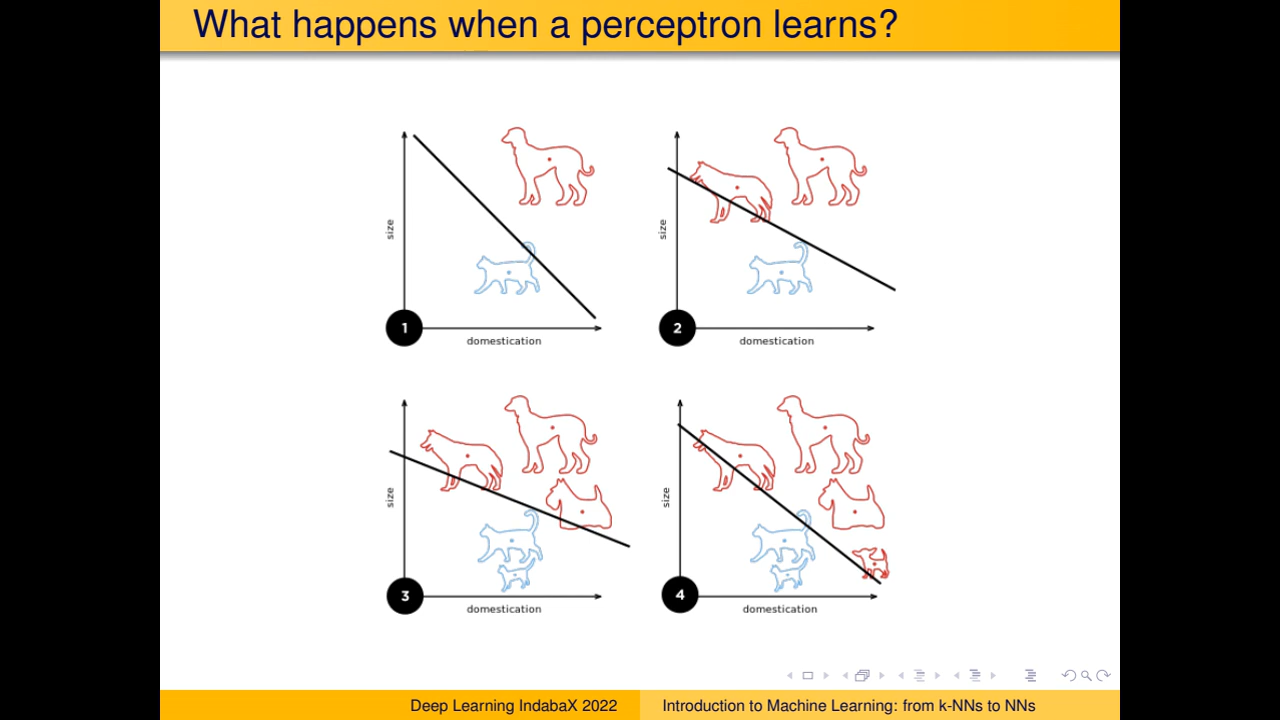 What happens when a perceptron learns?
size
1
domestication
size
2
domestication
size
3
domestication
size
4
domestication
Deep Learning IndabaX 2022
Introduction to Machine Learning: from k-NNs to NNs